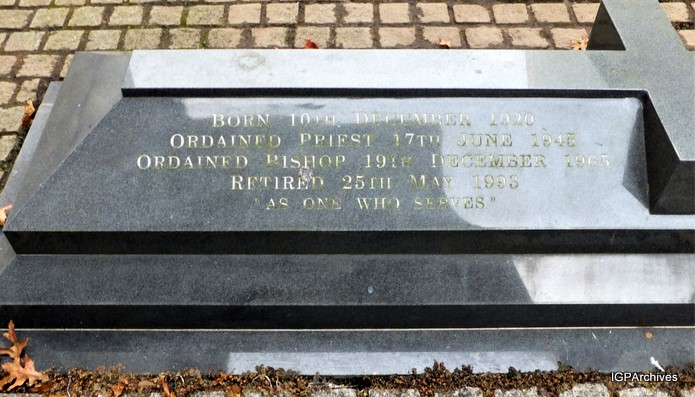 BORN 10TH DECEMBER 1920
ORDAINED PRIEST 17TH JUNE 1945
ORDAINED BISHOP 19TH DECEMBER 1965
RETIRED 25TH MAY 1993
"AS ONE WHO SERVES"
IGPArchives